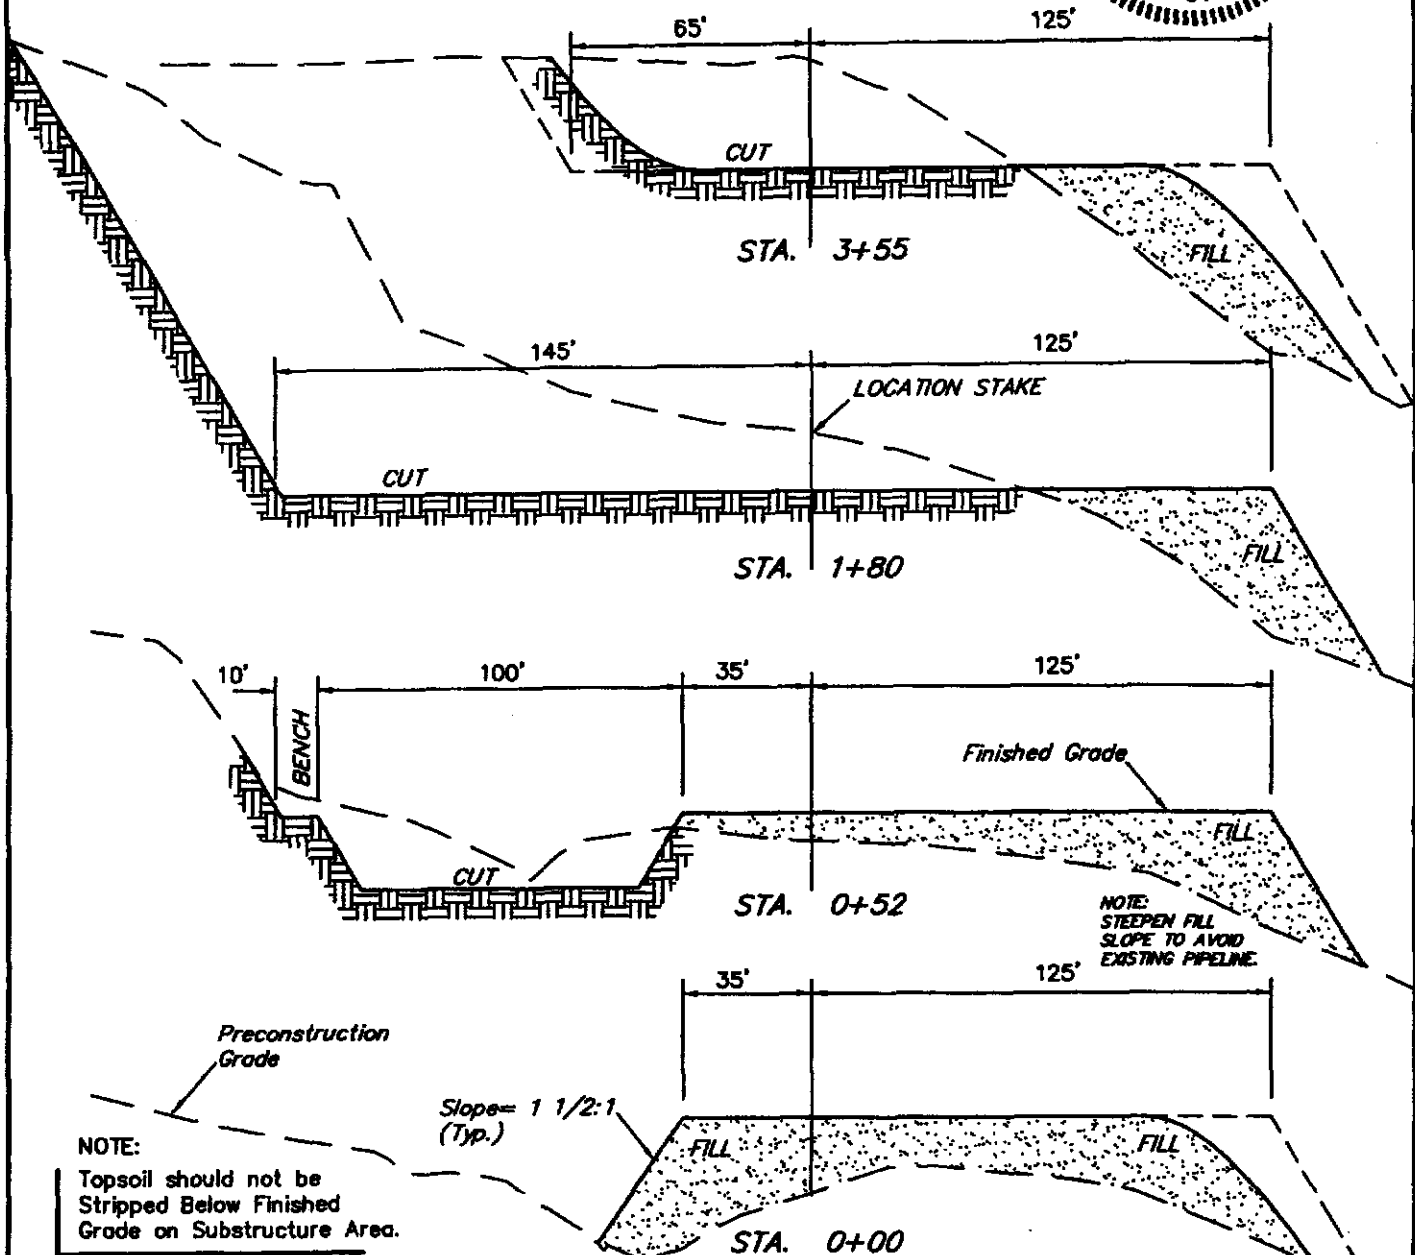 65'
125'
CUT
FILL
STA. 3+55
145'
125'
LOCATION STAKE
CUT
FILL
STA. 1+80
10'
100'
35'
125'
BENCH
Finished Grade
FILL
CUT
STA. 0+52
NOTE:
STEEPEN FILL
SLOPE TO AVOID
EXISTING PIPELINE.
35'
125'
Preconstruction
Grade
Slope= 1 1/2:1
(Typ.)
FILL
FILL
NOTE:
Topsoil should not be
Stripped Below Finished
Grade on Substructure Area.
STA. 0+00